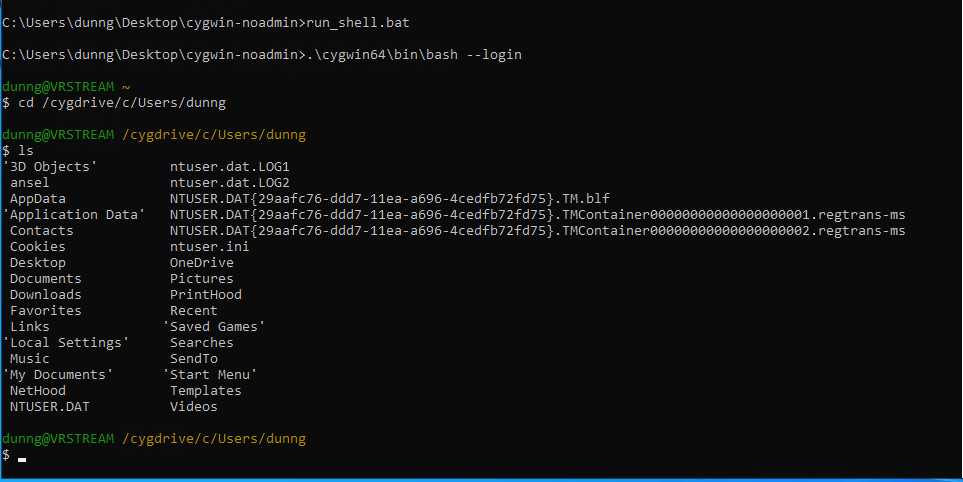 C:\Users\dunng\Desktop\cygwin-noadmin>run_shell.bat
C:\Users\dunng\Desktop\cygwin-noadmin>.\cygwin64\bin\bash --login
dunng@VRSTREAM ~
$ cd /cygdrive/c/Users/dunng
dunng@VRSTREAM /cygdrive/c/Users/dunng
$ ls
'3D Objects'         ntuser.dat.LOG1
 ansel               ntuser.dat.LOG2
 AppData             NTUSER.DAT{29aafc76-ddd7-11ea-a696-4cedfb72fd75}.TM.blf
'Application Data'   NTUSER.DAT{29aafc76-ddd7-11ea-a696-4cedfb72fd75}.TMContainer00000000000000000001.regtrans-ms
 Contacts            NTUSER.DAT{29aafc76-ddd7-11ea-a696-4cedfb72fd75}.TMContainer00000000000000000002.regtrans-ms
 Cookies             ntuser.ini
 Desktop             OneDrive
 Documents           Pictures
 Downloads           PrintHood
 Favorites           Recent
 Links              'Saved Games'
'Local Settings'     Searches
 Music               SendTo
'My Documents'      'Start Menu'
 NetHood             Templates
 NTUSER.DAT          Videos
dunng@VRSTREAM /cygdrive/c/Users/dunng
$